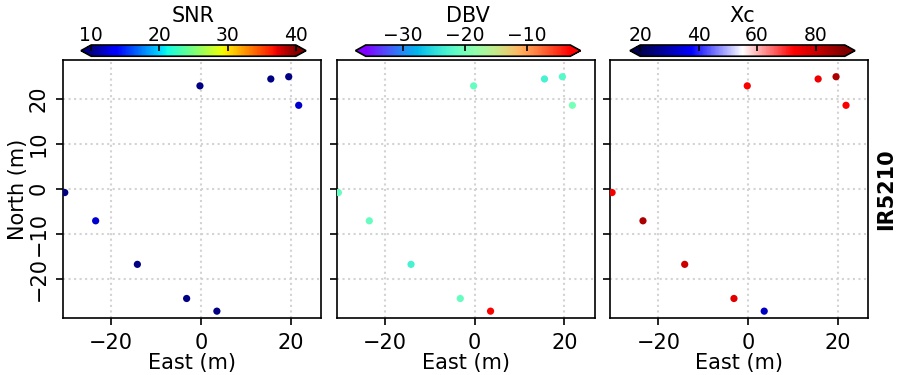 SNR DBV Xc
10 20 30 40 −30 −20 −10 20 40 60 80
North (m)
20
10
0
−10
−20
IR5210
−20 0 20 −20 0 20 −20 0 20
East (m) East (m) East (m)